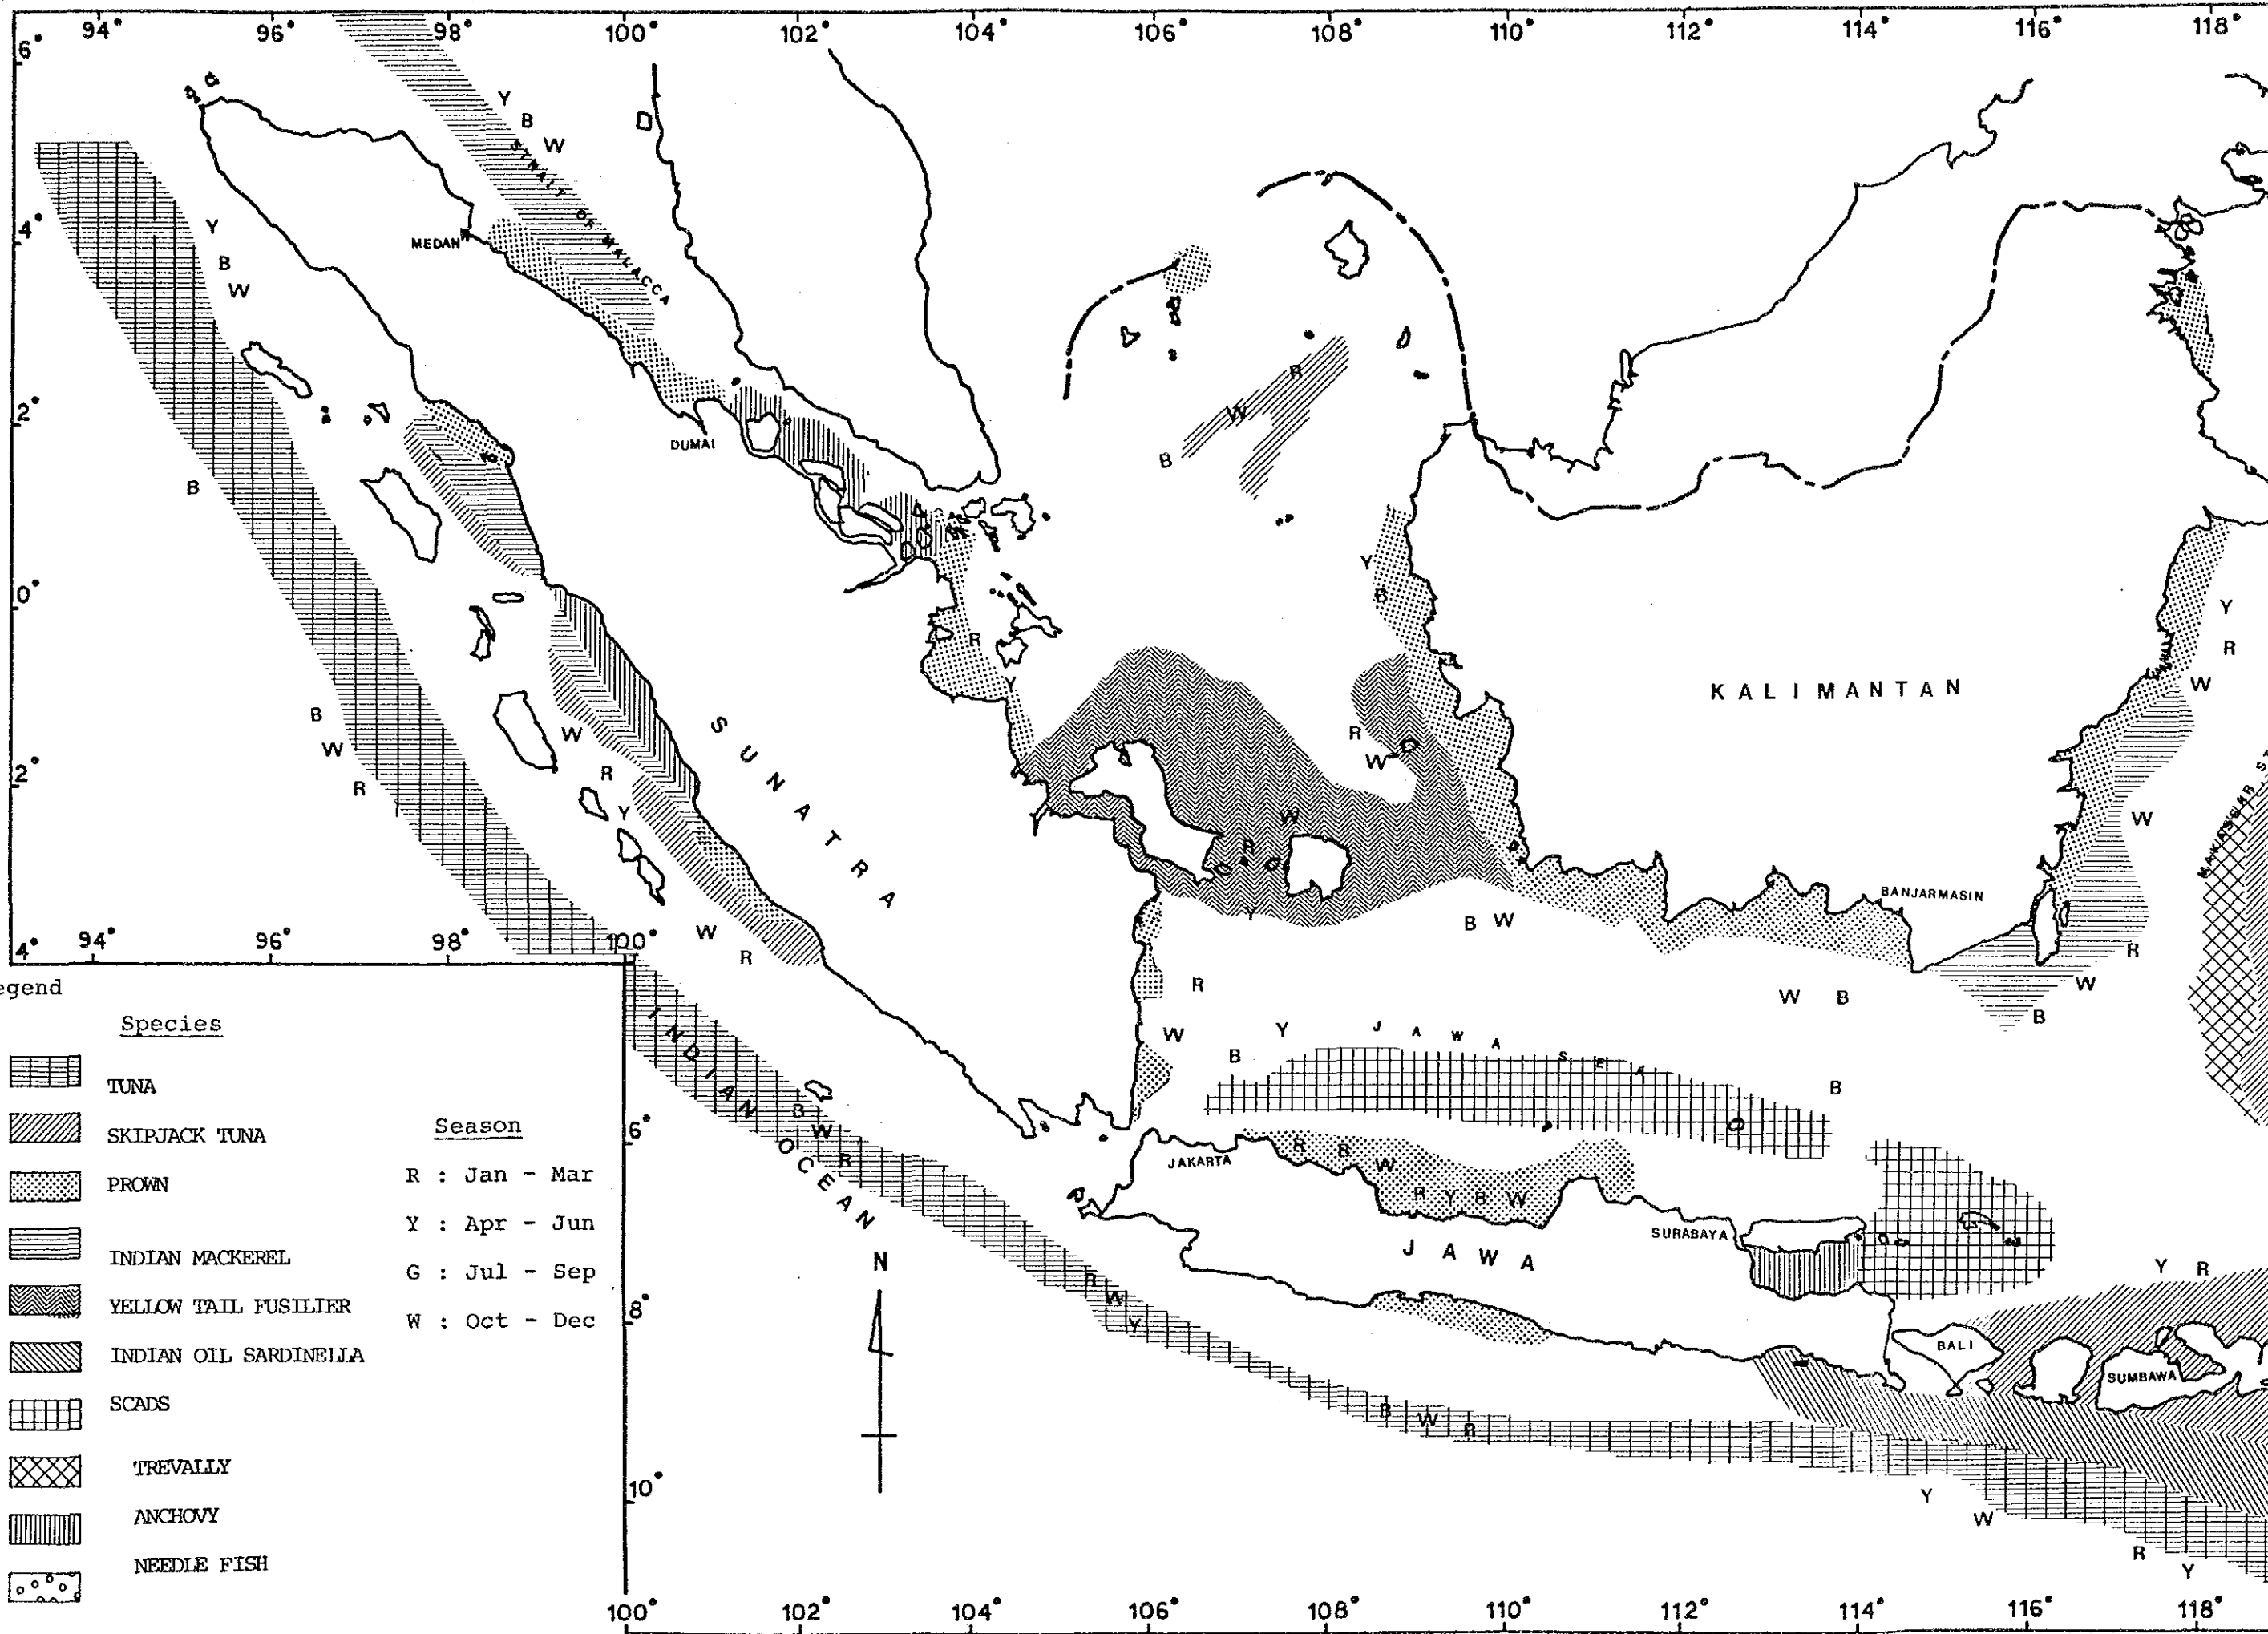 94° 96° 98° 100° 102° 104° 106° 108° 110° 112° 114° 116° 118°
6°
4°
2°
0°
2°
4°
Y
B
W
STRAIT OF MALACCA
Y
B
W
MEDAN
DUMAI
B
R
W
B
Y
B
R
Y
KALIMANTAN
Y
R
W
B
W
R
W
R
Y
SUNATRA
R
W
W
R
Y
W
MAKASSAR ST
BANJARMASIN
B W
W
R
R
W
R
W B
W
B
94° 96° 98° 100°
W
B
Y
JAWA SEA
B
INDIAN OCEAN
B
W
R
JAKARTA
R B W
R Y B W
SURABAYA
JAWA
Y R
R
W
Y
BALI
SUMBAWA
B W R
Y
W
R
Y
N
6°
8°
10°
100° 102° 104° 106° 108° 110° 112° 114° 116° 118°
egend
Species
TUNA
SKIPJACK TUNA
PROWN
INDIAN MACKEREL
YELLOW TAIL FUSILIER
INDIAN OIL SARDINELLA
SCADS
TREVALLY
ANCHOVY
NEEDLE FISH
Season
R : Jan - Mar
Y : Apr - Jun
G : Jul - Sep
W : Oct - Dec